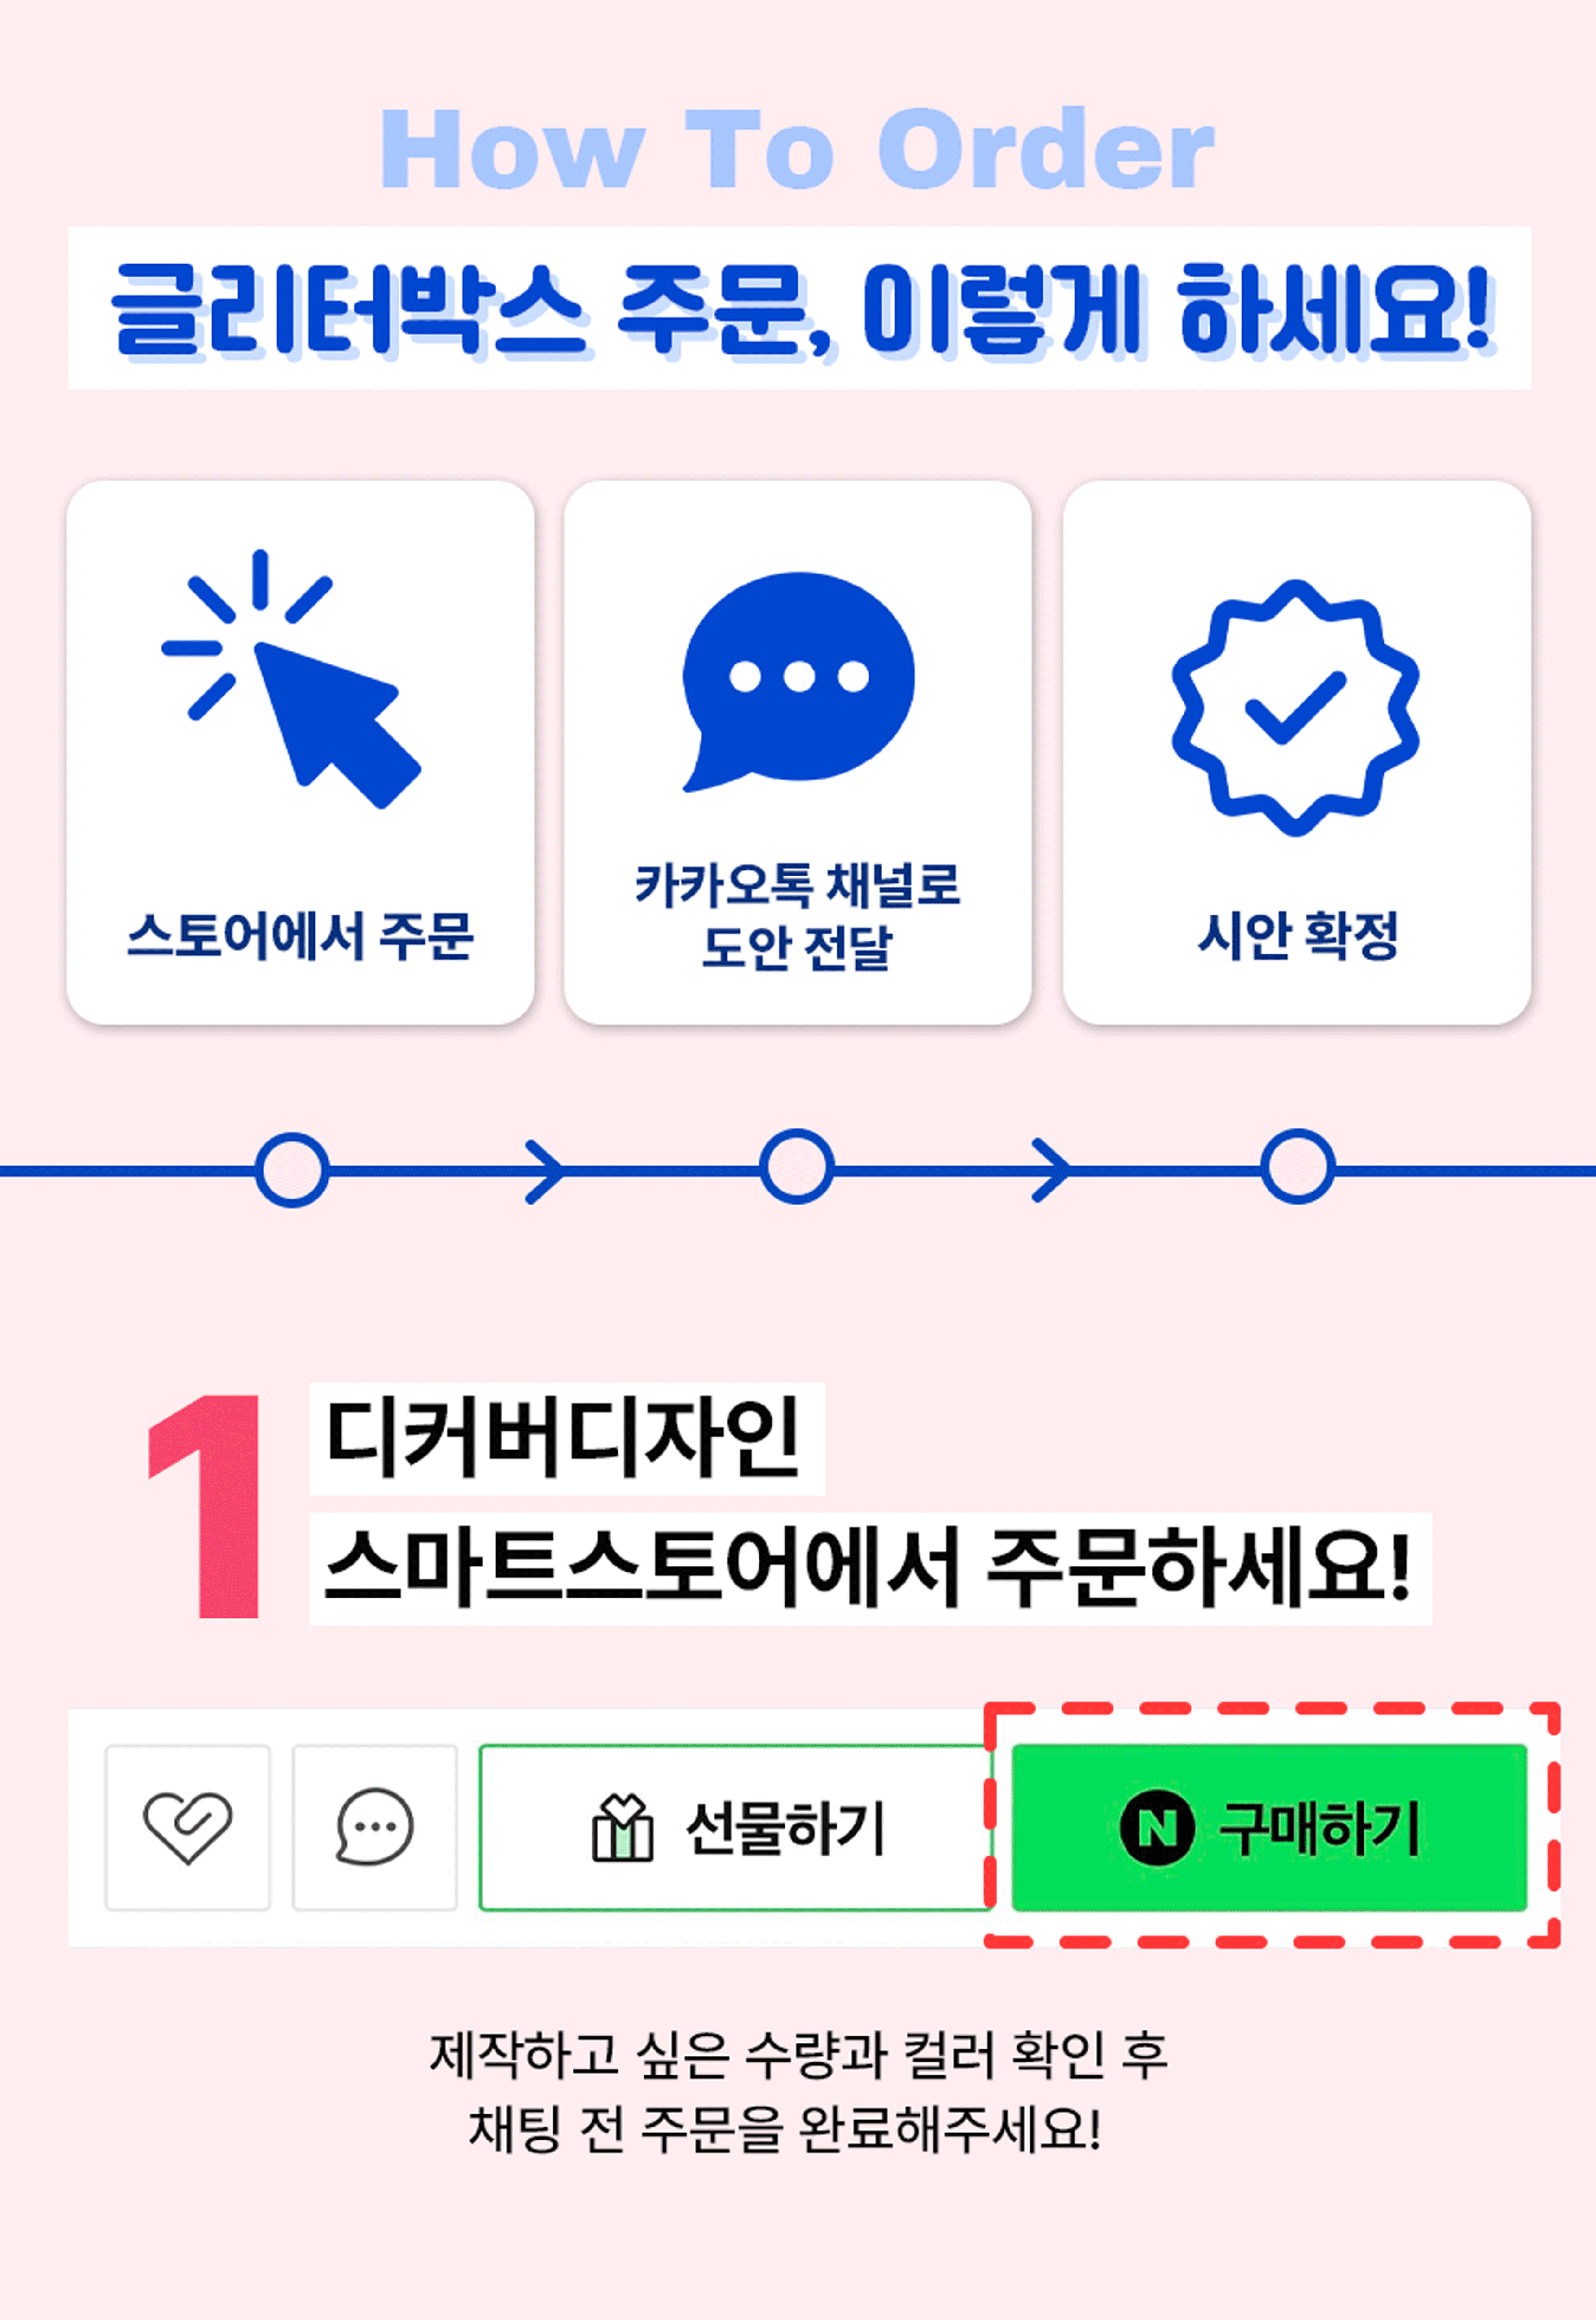 How To Order
글리터박스 주문, 이렇게 하세요!
스토어에서 주문
카카오톡 채널로
도안 전달
시안 확정
1
디커버디자인
스마트스토어에서 주문하세요!
선물하기
N 구매하기
제작하고 싶은 수량과 컬러 확인 후
채팅 전 주문을 완료해주세요!